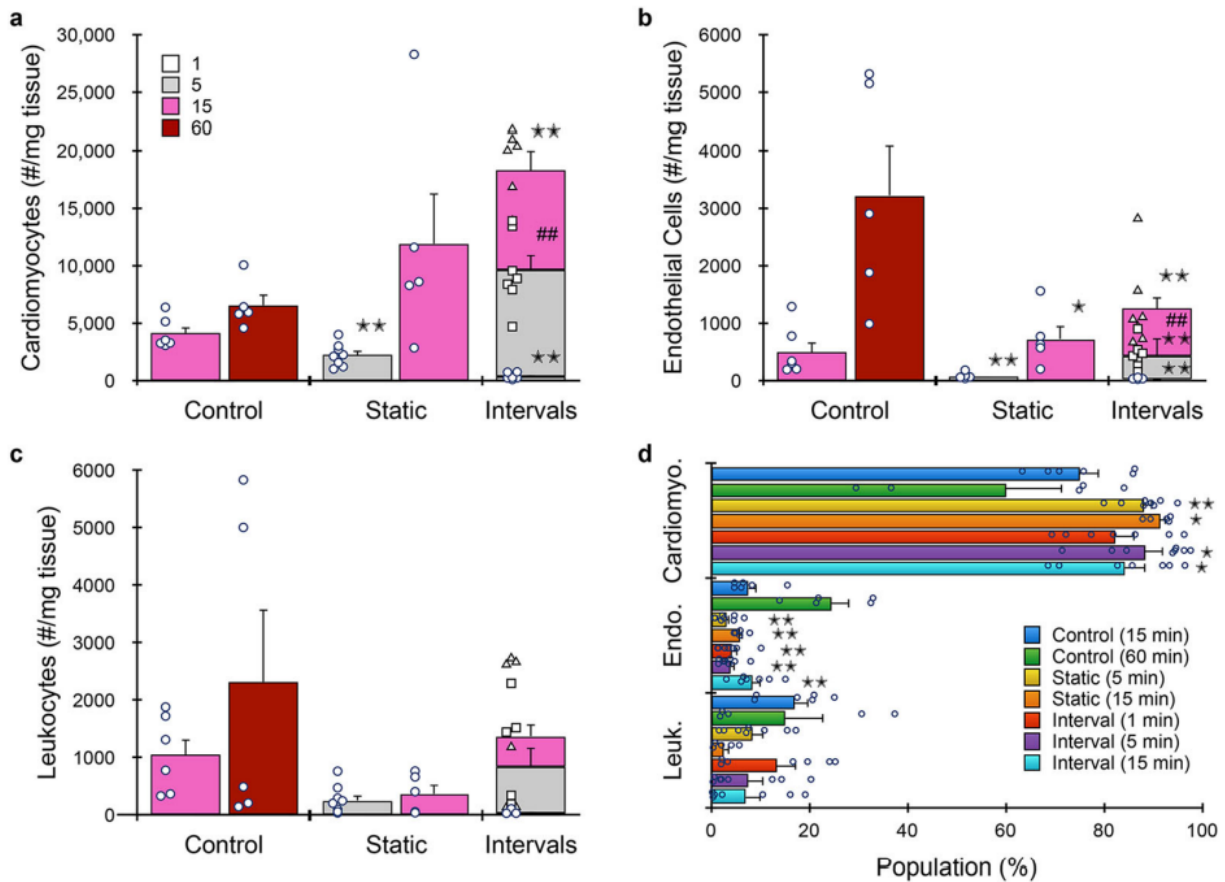 a
Cardiomyocytes (#/mg tissue)
30,000
25,000
20,000
15,000
10,000
5,000
0
1
5
15
60
★★
★★
##
★★
Control Static Intervals
b
Endothelial Cells (#/mg tissue)
6000
5000
4000
3000
2000
1000
0
★★
★
★★
##
★★
★★
Control Static Intervals
c
Leukocytes (#/mg tissue)
6000
5000
4000
3000
2000
1000
0
Control Static Intervals
d
Cardiomyo.
Endo.
Leuk.
★★
★
★
★
★★
★★
★★
★★
★★
Control (15 min)
Control (60 min)
Static (5 min)
Static (15 min)
Interval (1 min)
Interval (5 min)
Interval (15 min)
0 20 40 60 80 100
Population (%)